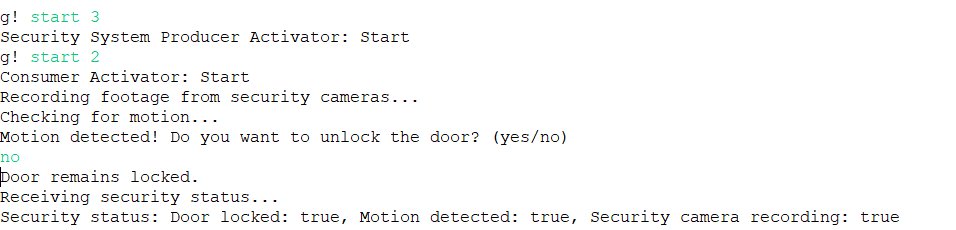 g! start 3
Security System Producer Activator: Start
g! start 2
Consumer Activator: Start
Recording footage from security cameras...
Checking for motion...
Motion detected! Do you want to unlock the door? (yes/no)
no
Door remains locked.
Receiving security status...
Security status: Door locked: true, Motion detected: true, Security camera recording: true